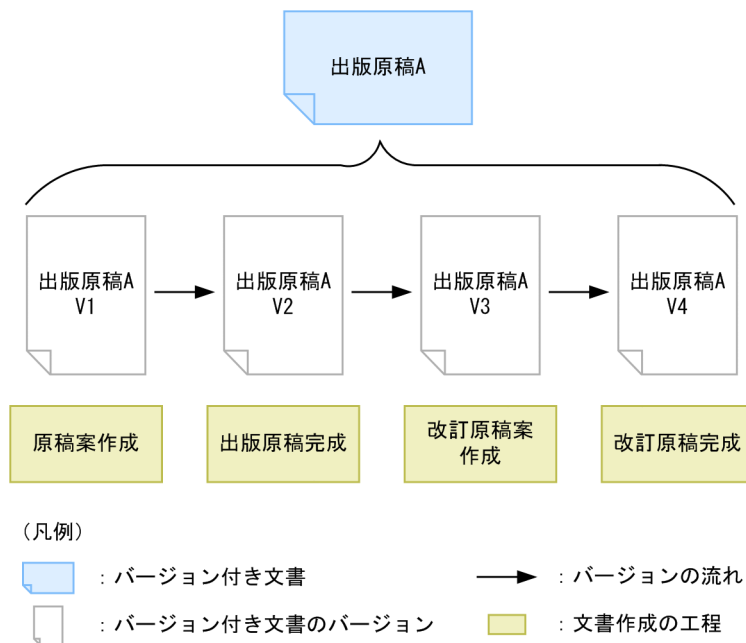 出版原稿A
出版原稿A
V1
出版原稿A
V2
出版原稿A
V3
出版原稿A
V4
原稿案作成
出版原稿完成
改訂原稿案
作成
改訂原稿完成
(凡例)
：バージョン付き文書
：バージョンの流れ
：バージョン付き文書のバージョン
：文書作成の工程